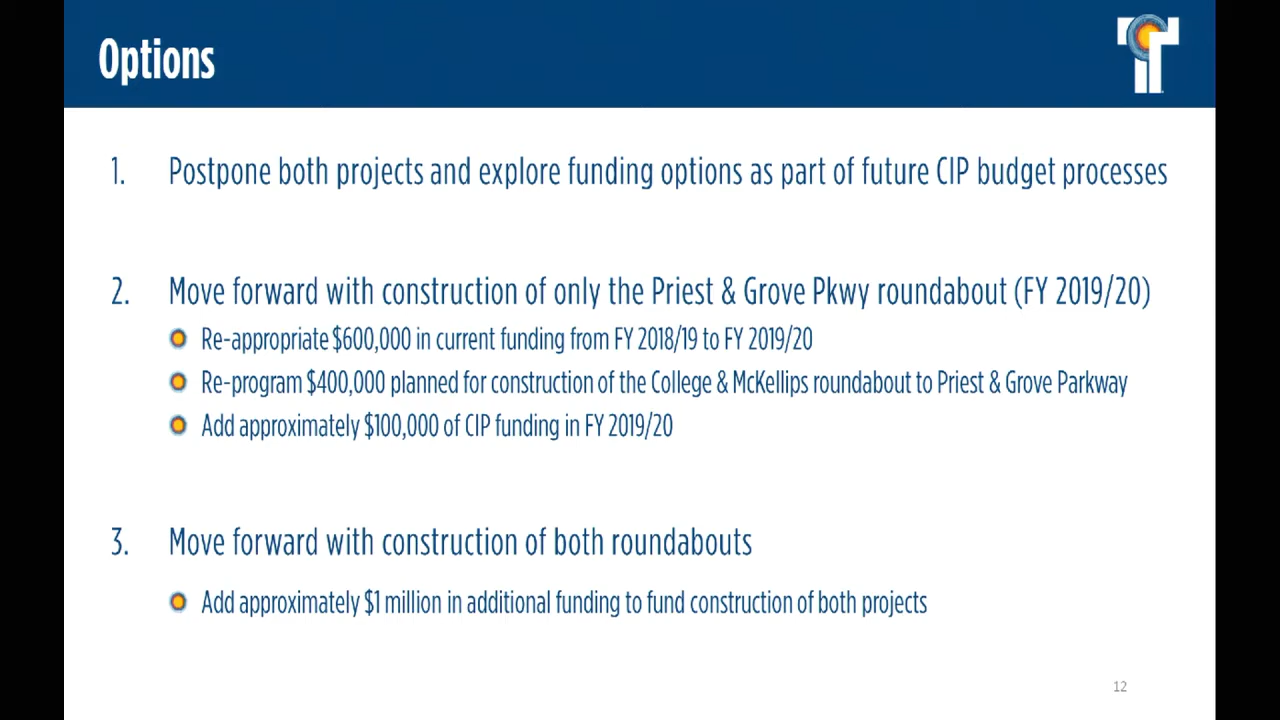 Options
1. Postpone both projects and explore funding options as part of future CIP budget processes
2. Move forward with construction of only the Priest & Grove Pkwy roundabout (FY 2019/20)
Re-appropriate $600,000 in current funding from FY 2018/19 to FY 2019/20
Re-program $400,000 planned for construction of the College & McKellips roundabout to Priest & Grove Parkway
Add approximately $100,000 of CIP funding in FY 2019/20
3. Move forward with construction of both roundabouts
Add approximately $1 million in additional funding to fund construction of both projects
12